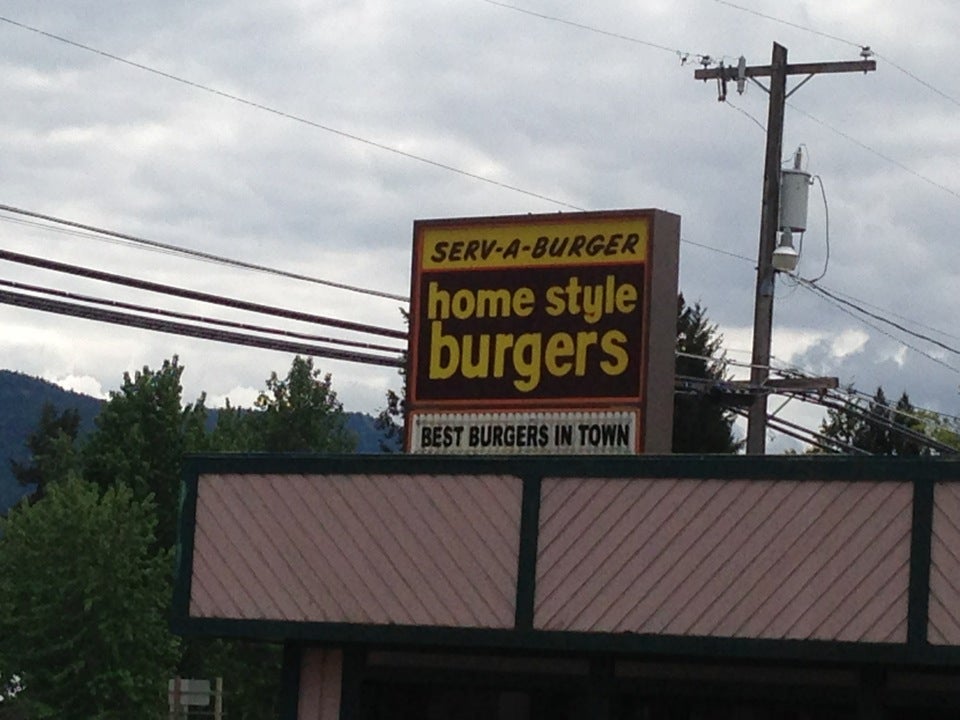 SERV-A-BURGER
home style
burgers
BEST BURGERS IN TOWN